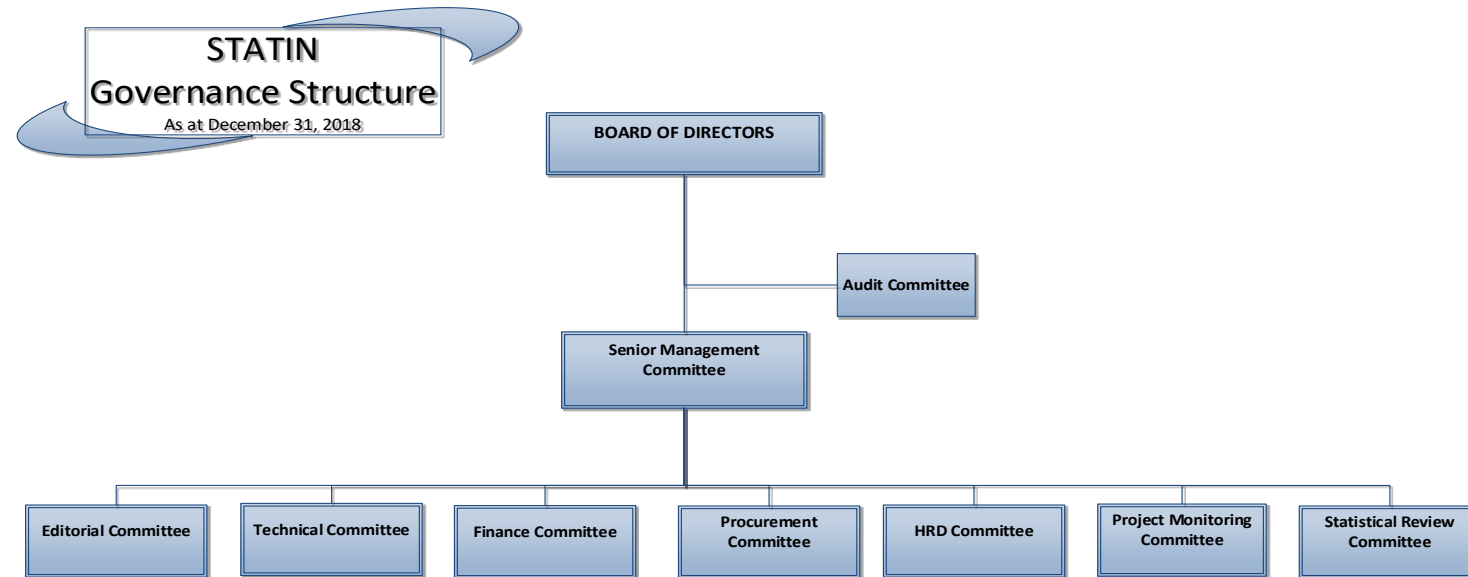 STATIN
Governance Structure
As at December 31, 2018
BOARD OF DIRECTORS
Audit Committee
Senior Management
Committee
Editorial Committee
Technical Committee
Finance Committee
Procurement
Committee
HRD Committee
Project Monitoring
Committee
Statistical Review
Committee